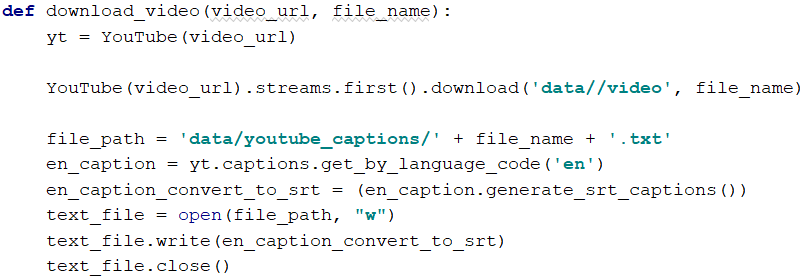 def download_video(video_url, file_name):
    yt = YouTube(video_url)

    YouTube(video_url).streams.first().download('data//video', file_name)

    file_path = 'data/youtube_captions/' + file_name + '.txt'
    en_caption = yt.captions.get_by_language_code('en')
    en_caption_convert_to_srt = (en_caption.generate_srt_captions())
    text_file = open(file_path, "w")
    text_file.write(en_caption_convert_to_srt)
    text_file.close()